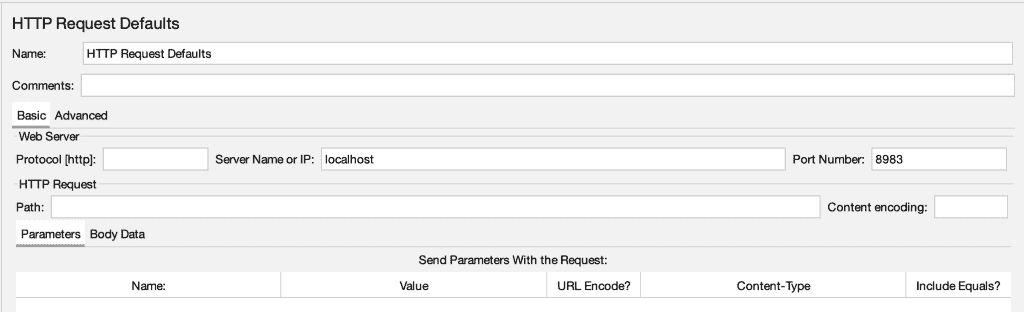 HTTP Request Defaults
Name: HTTP Request Defaults
Comments:
Basic Advanced
Web Server
Protocol [http]: Server Name or IP: localhost Port Number: 8983
HTTP Request
Path: Content encoding:
Parameters Body Data
Send Parameters With the Request:
Name: Value URL Encode? Content-Type Include Equals?